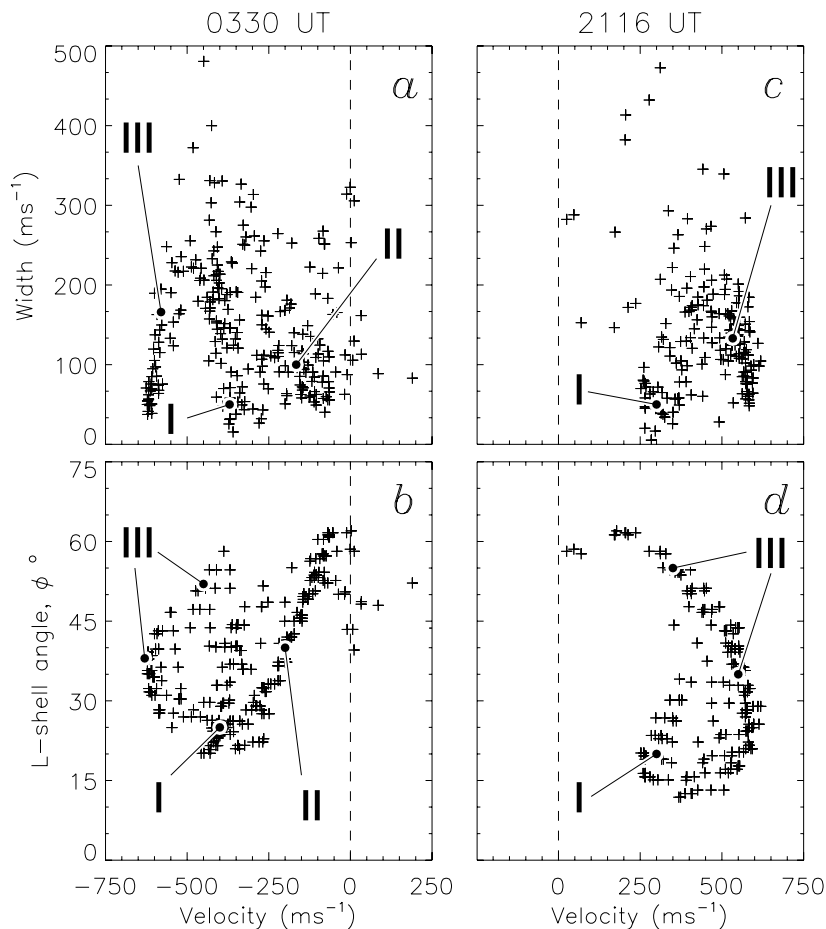 0330 UT
2116 UT
Width (ms⁻¹)
500
400
300
200
100
0
a
III
II
I
c
III
I
L−shell angle, φ °
75
60
45
30
15
0
b
III
I
II
d
III
I
−750 −500 −250 0 250
0 250 500 750
Velocity (ms⁻¹)
Velocity (ms⁻¹)